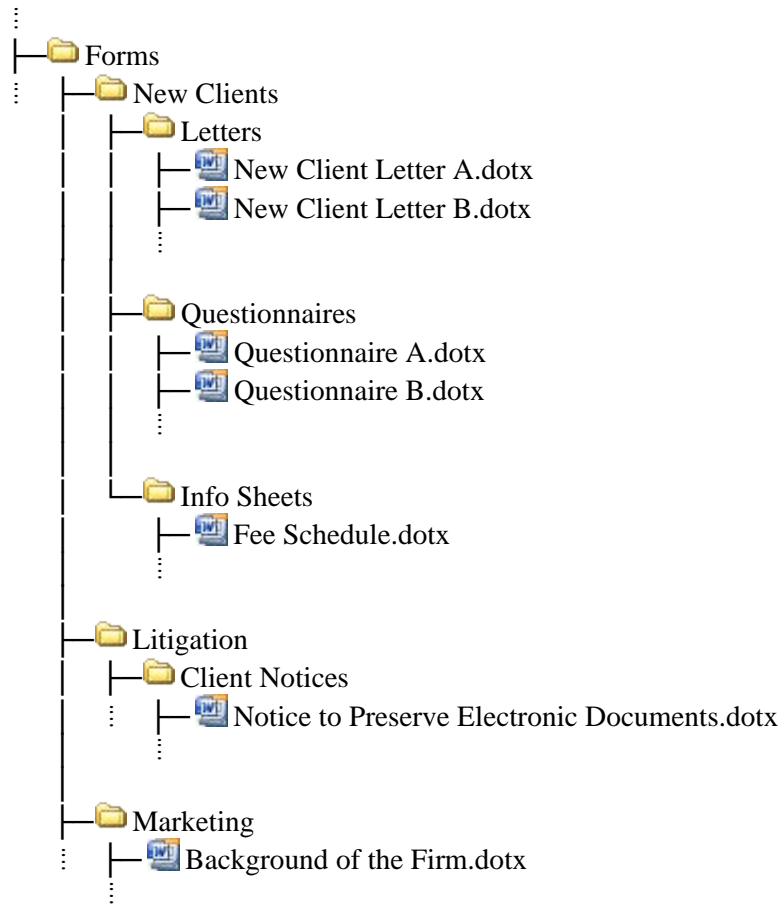 Forms
New Clients
Letters
New Client Letter A.dotx
New Client Letter B.dotx
Questionnaires
Questionnaire A.dotx
Questionnaire B.dotx
Info Sheets
Fee Schedule.dotx
Litigation
Client Notices
Notice to Preserve Electronic Documents.dotx
Marketing
Background of the Firm.dotx